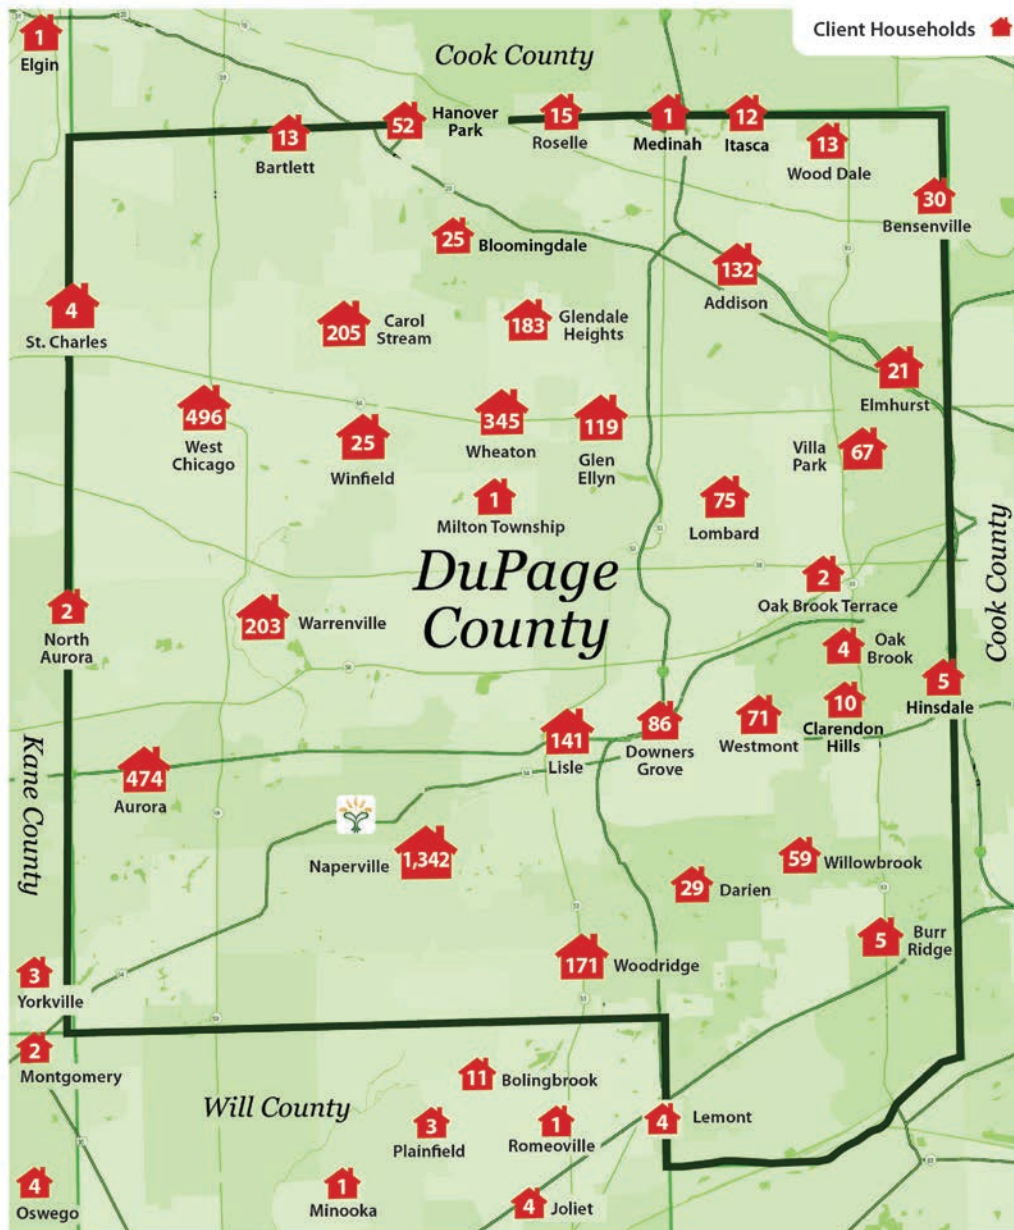 Client Households
1
Elgin
Cook County
13
Bartlett
52
Hanover
Park
15
Roselle
1
Medinah
12
Itasca
13
Wood Dale
30
Bensenville
25
Bloomingdale
132
Addison
4
St. Charles
205
Carol
Stream
183
Glendale
Heights
21
Elmhurst
496
West
Chicago
25
Winfield
345
Wheaton
119
Glen
Ellyn
Villa
Park
67
1
Milton Township
75
Lombard
DuPage
County
2
Oak Brook Terrace
Cook County
2
North
Aurora
203
Warrenville
4
Oak
Brook
5
Hinsdale
10
Clarendon
Hills
71
Westmont
86
Downers
Grove
141
Lisle
Kane County
474
Aurora
Naperville
1,342
59
Willowbrook
29
Darien
5
Burr
Ridge
171
Woodridge
3
Yorkville
2
Montgomery
11
Bolingbrook
Will County
3
Plainfield
1
Romeoville
4
Lemont
4
Oswego
1
Minooka
4
Joliet